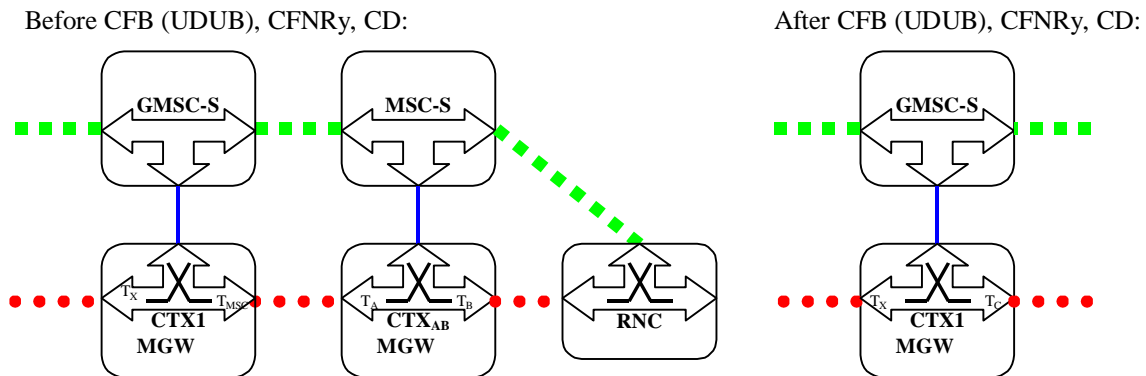 Before CFB (UDUB), CFNRy, CD:
After CFB (UDUB), CFNRy, CD:
GMSC-S
MSC-S
GMSC-S
TX
TMSC
TA
TB
TX
TC
CTX1
CTXAB
RNC
CTX1
MGW
MGW
MGW